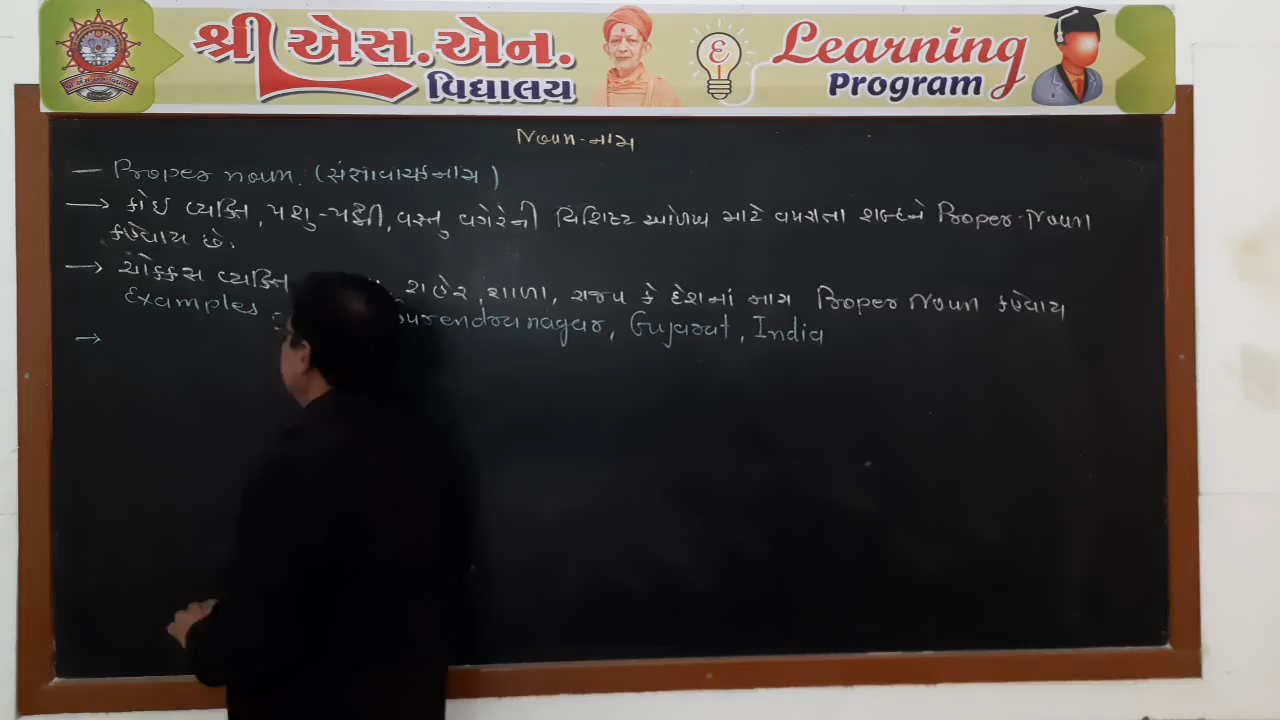 શ્રી એસ.એન.
વિદ્યાલય
Learning
Program
Noun-નામ
— Proper noun. (સંજ્ઞાવાચક નામ)
→ કોઈ વ્યક્તિ, પશુ-પક્ષી, વસ્તુ વગેરેની વિશિષ્ટ ઓળખ માટે વપરાતા શબ્દને Proper-Noun
કહેવાય છે.
→ ચોક્કસ વ્યક્તિ શહેર, શાળા, રાજ્ય કે દેશનાં નામ Proper Noun કહેવાય
Examples Surendranagar, Gujarat, India
→